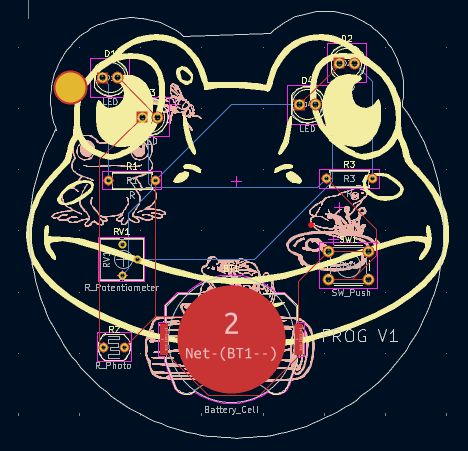 D2
D1
D4
LED
LED
R1
R1
R3
R3
RV1
R_Potentiometer
SW1
SW_Push
R2
R_Photo
2
Net-(BT1--)
FROG V1
Battery_Cell